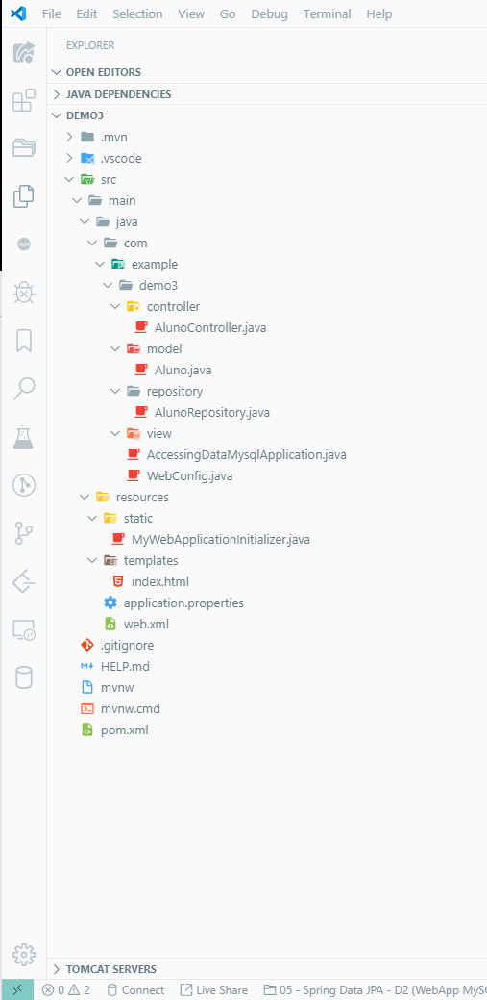 File Edit Selection View Go Debug Terminal Help
EXPLORER
OPEN EDITORS
JAVA DEPENDENCIES
DEMO3
.mvn
.vscode
src
main
java
com
example
demo3
controller
AlunoController.java
model
Aluno.java
repository
AlunoRepository.java
view
AccessingDataMysqlApplication.java
WebConfig.java
resources
static
MyWebApplicationInitializer.java
templates
index.html
application.properties
web.xml
.gitignore
HELP.md
mvnw
mvnw.cmd
pom.xml
TOMCAT SERVERS
0 2 Connect Live Share 05 - Spring Data JPA - D2 (WebApp MySQ